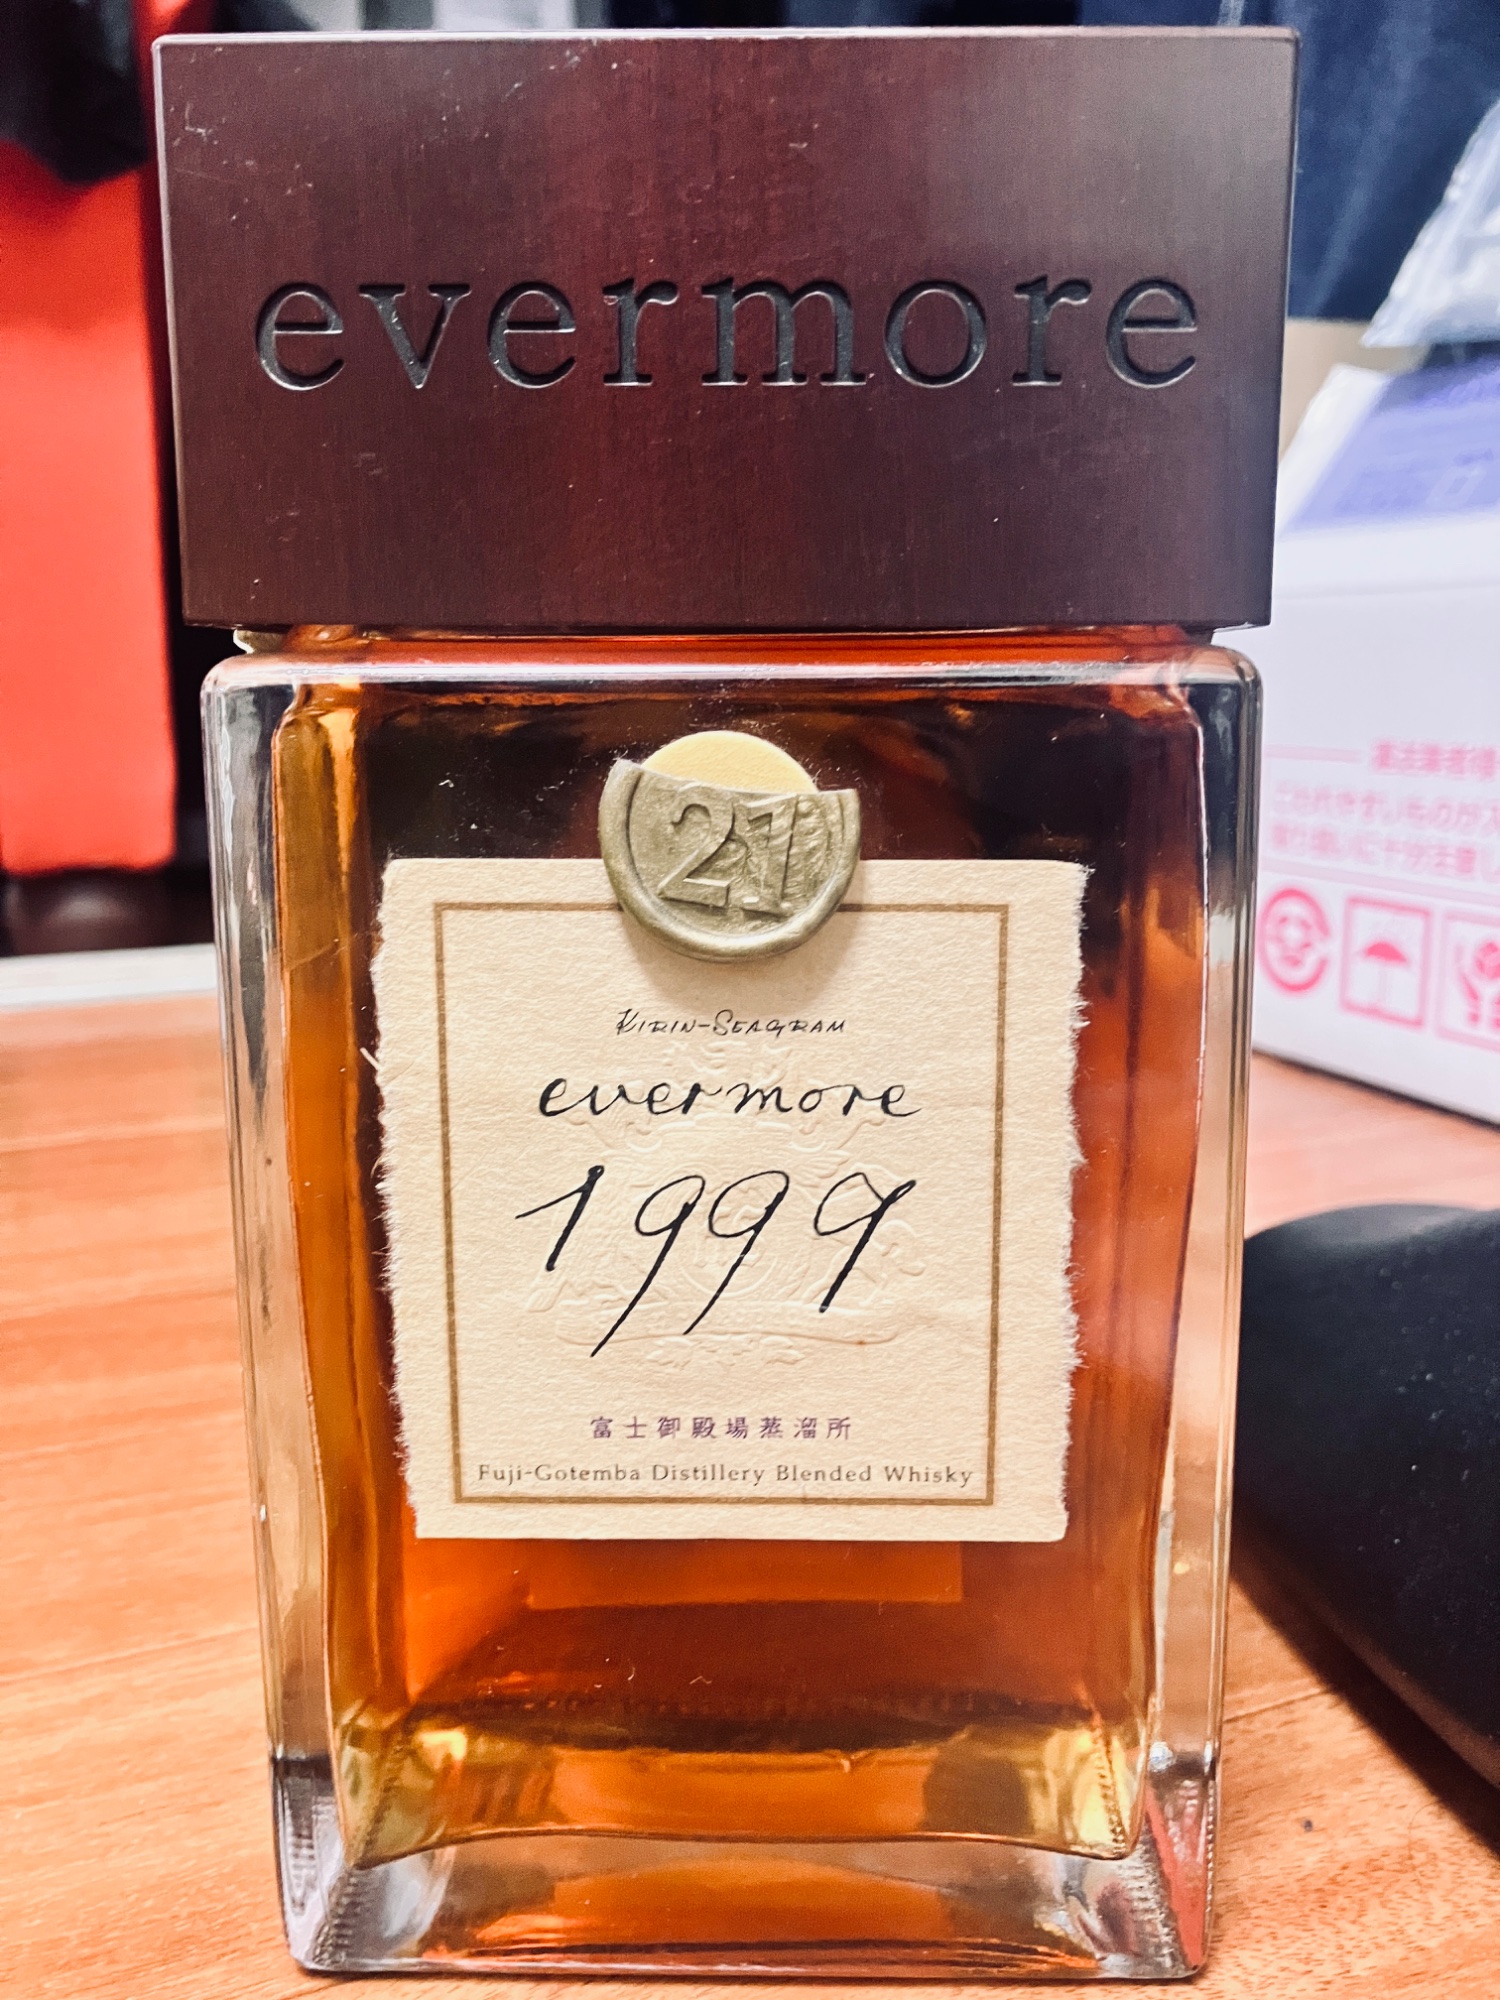 evermore
21
KIRIN-SEAGRAM
evermore
1999
富士御殿場蒸溜所
Fuji-Gotemba Distillery Blended Whisky